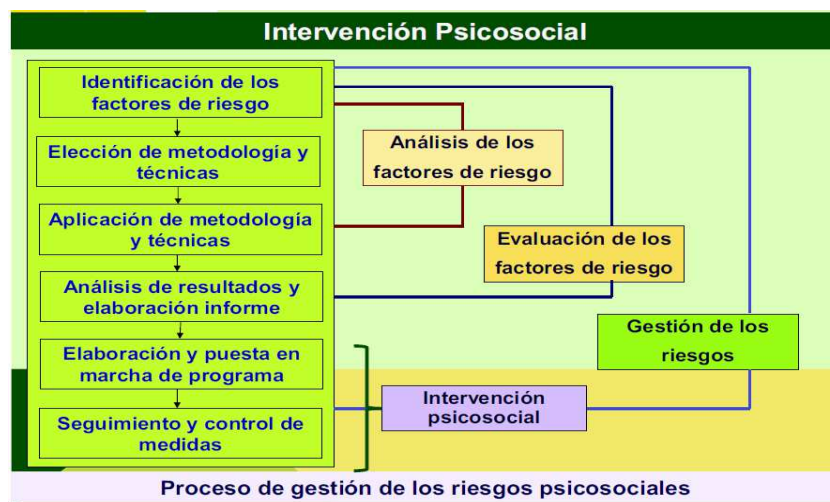 Intervención Psicosocial
Identificación de los
factores de riesgo
Elección de metodología y
técnicas
Aplicación de metodología
y técnicas
Análisis de resultados y
elaboración informe
Elaboración y puesta en
marcha de programa
Seguimiento y control de
medidas
Análisis de los
factores de riesgo
Evaluación de los
factores de riesgo
Gestión de los
riesgos
Intervención
psicosocial
Proceso de gestión de los riesgos psicosociales